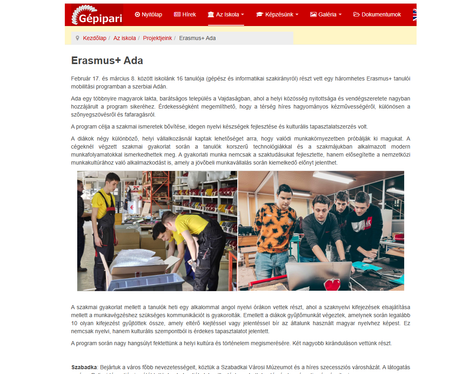 Gépipari
Nyitólap
Hírek
Az iskola
Képzésünk
Galéria
Dokumentumok
Kezdőlap / Az iskola / Projektjeink / Erasmus+ Ada
Erasmus+ Ada
Február 17. és március 8. között iskolánk 16 tanulója (gépész és informatikai szakirányról) részt vett egy háromhetes Erasmus+ tanulói
mobilitási programban a szerbiai Adán.
Ada egy többnyire magyarok lakta, barátságos település a Vajdaságban, ahol a helyi közösség nyitottsága és vendégszeretete nagyban
hozzájárult a program sikeréhez. Érdekességként megemlíthető, hogy a térség híres hagyományos kézművességéről, különösen a
szőnyegszövésről és fafaragásról.
A program célja a szakmai ismeretek bővítése, idegen nyelvi készségek fejlesztése és kulturális tapasztalatszerzés volt.
A diákok négy különböző, helyi vállalkozásnál kaptak lehetőséget arra, hogy valódi munkakörnyezetben próbálják ki magukat. A
cégeknél végzett szakmai gyakorlat során a tanulók korszerű technológiákkal és a szakmájukban alkalmazott modern
munkafolyamatokkal ismerkedhettek meg. A gyakorlati munka nemcsak a szaktudásukat fejlesztette, hanem elősegítette a nemzetközi
munkakultúrához való alkalmazkodást is, amely a jövőbeli munkavállalás során kiemelkedő előnyt jelenthet.
A szakmai gyakorlat mellett a tanulók heti egy alkalommal angol nyelvi órákon vettek részt, ahol a szaknyelvi kifejezések elsajátítása
mellett a munkavégzéshez szükséges kommunikációt is gyakorolták. Emellett a diákok gyűjtőmunkát végeztek, amelynek során legalább
10 olyan kifejezést gyűjtöttek össze, amely eltérő kiejtéssel vagy jelentéssel bír az általunk használt magyar nyelvhez képest. Ez
nemcsak nyelvi, hanem kulturális szempontból is érdekes tapasztalatot jelentett.
A program során nagy hangsúlyt fektettünk a helyi kultúra és történelem megismerésére. Két nagyobb kiránduláson vettünk részt:
Szabadka: Bejártuk a város főbb nevezetességeit, köztük a Szabadkai Városi Múzeumot és a híres szecessziós városházát. A látogatás